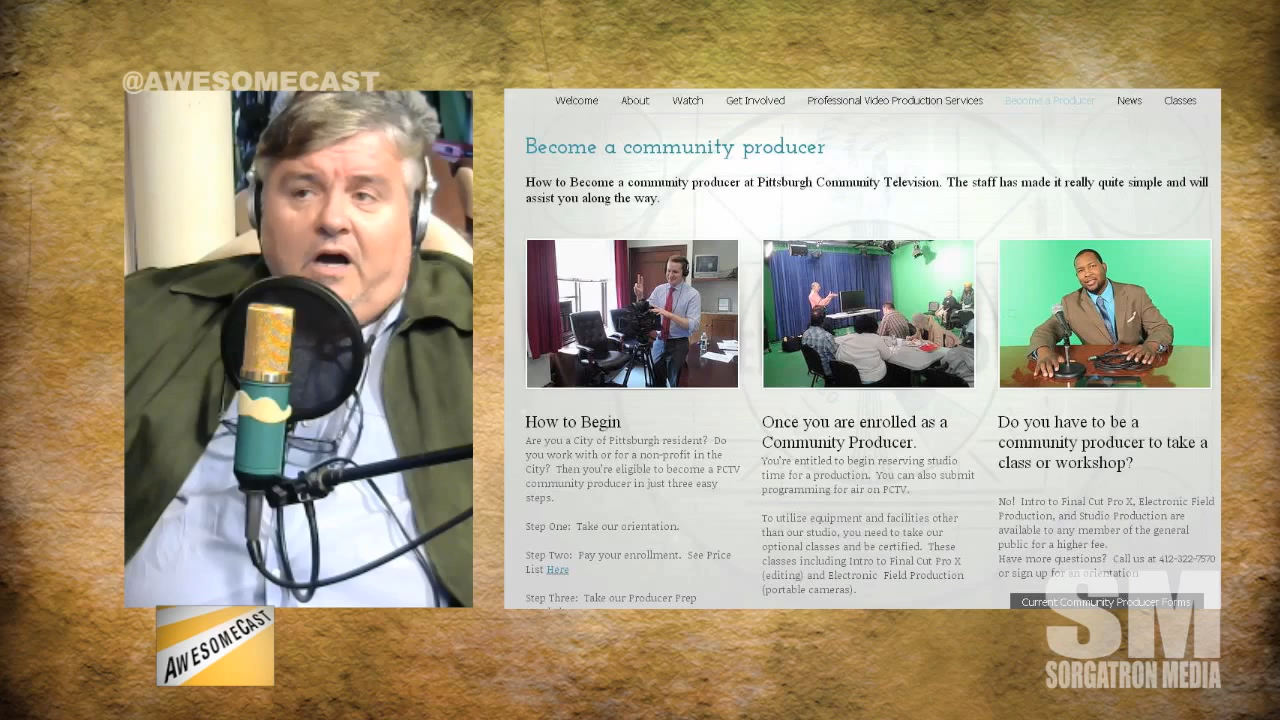 @AWESOMECAST
Welcome About Watch Get Involved Professional Video Production Services Become a Producer News Classes
Become a community producer
How to Become a community producer at Pittsburgh Community Television. The staff has made it really quite simple and will
assist you along the way.
How to Begin
Are you a City of Pittsburgh resident? Do
you work with or for a non-profit in the
City? Then you're eligible to become a PCTV
community producer in just three easy
steps.
Step One: Take our orientation.
Step Two: Pay your enrollment. See Price
List Here
Step Three: Take our Producer Prep
Once you are enrolled as a
Community Producer.
You're entitled to begin reserving studio
time for a production. You can also submit
programming for air on PCTV.
To utilize equipment and facilities other
than our studio, you need to take our
optional classes and be certified. These
classes including Intro to Final Cut Pro X
(editing) and Electronic Field Production
(portable cameras).
Do you have to be a
community producer to take a
class or workshop?
No! Intro to Final Cut Pro X, Electronic Field
Production, and Studio Production are
available to any member of the general
public for a higher fee.
Have more questions? Call us at 412-322-7570
or sign up for an orientation
Current Community Producer Forms
AWESOMECAST
SM
SORGATRON MEDIA